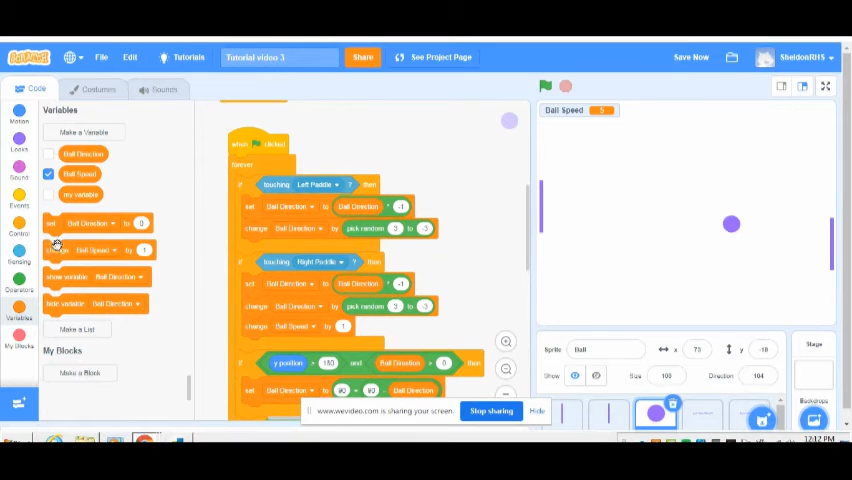 SCRATCH File Edit Tutorials Tutorial video 3 Share See Project Page Save Now SheldonRHS
Code Costumes Sounds
Variables
Make a Variable
Ball Direction
Ball Speed
my variable
set Ball Direction to 0
change Ball Speed by 1
show variable Ball Direction
hide variable Ball Direction
Make a List
My Blocks
Make a Block
Motion
Looks
Sound
Events
Control
Sensing
Operators
Variables
My Blocks
when clicked
forever
if touching Left Paddle ? then
set Ball Direction to Ball Direction * -1
change Ball Direction by pick random 3 to -3
if touching Right Paddle ? then
set Ball Direction to Ball Direction * -1
change Ball Direction by pick random 3 to -3
change Ball Speed by 1
if y position > 180 and Ball Direction > 0 then
set Ball Direction to 90 + 90 - Ball Direction
Ball Speed 5
Sprite Ball x 73 y -10
Show Size 100 Direction 104
Stage
Backdrops
www.wevideo.com is sharing your screen. Stop sharing Hide
12:12 PM